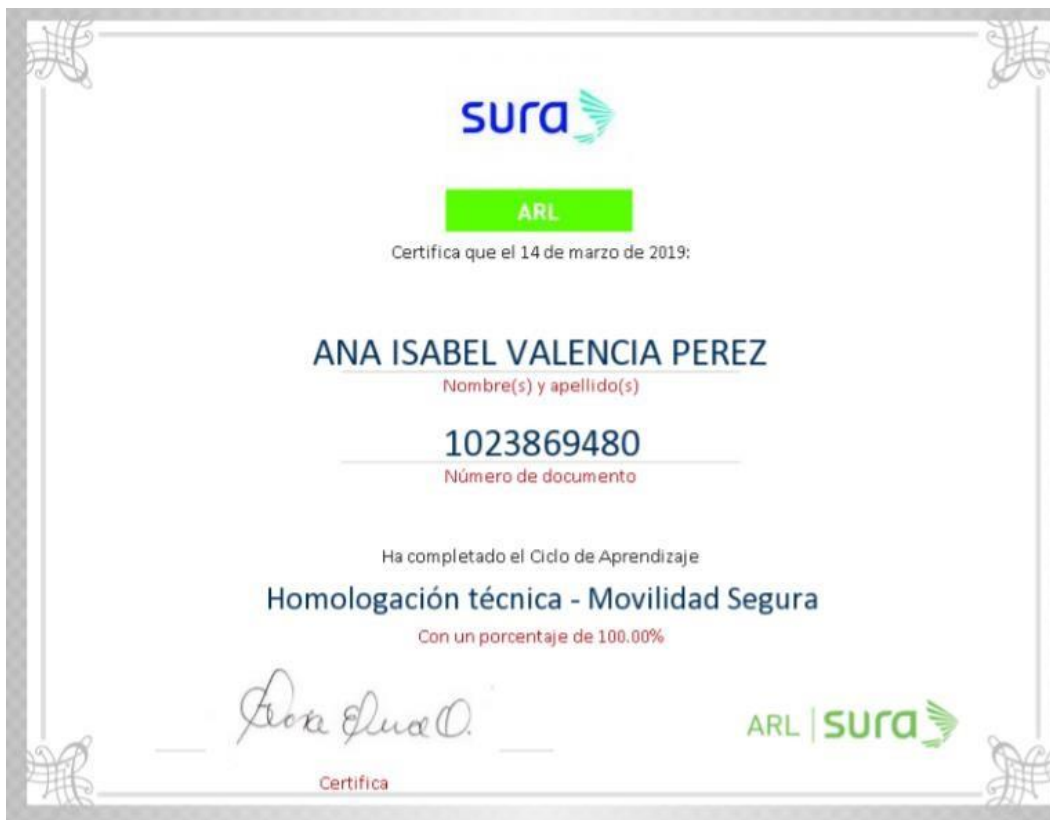 sura
ARL
Certifica que el 14 de marzo de 2019:
ANA ISABEL VALENCIA PEREZ
Nombre(s) y apellido(s)
1023869480
Número de documento
Ha completado el Ciclo de Aprendizaje
Homologación técnica - Movilidad Segura
Con un porcentaje de 100.00%
ARL | sura
Certifica